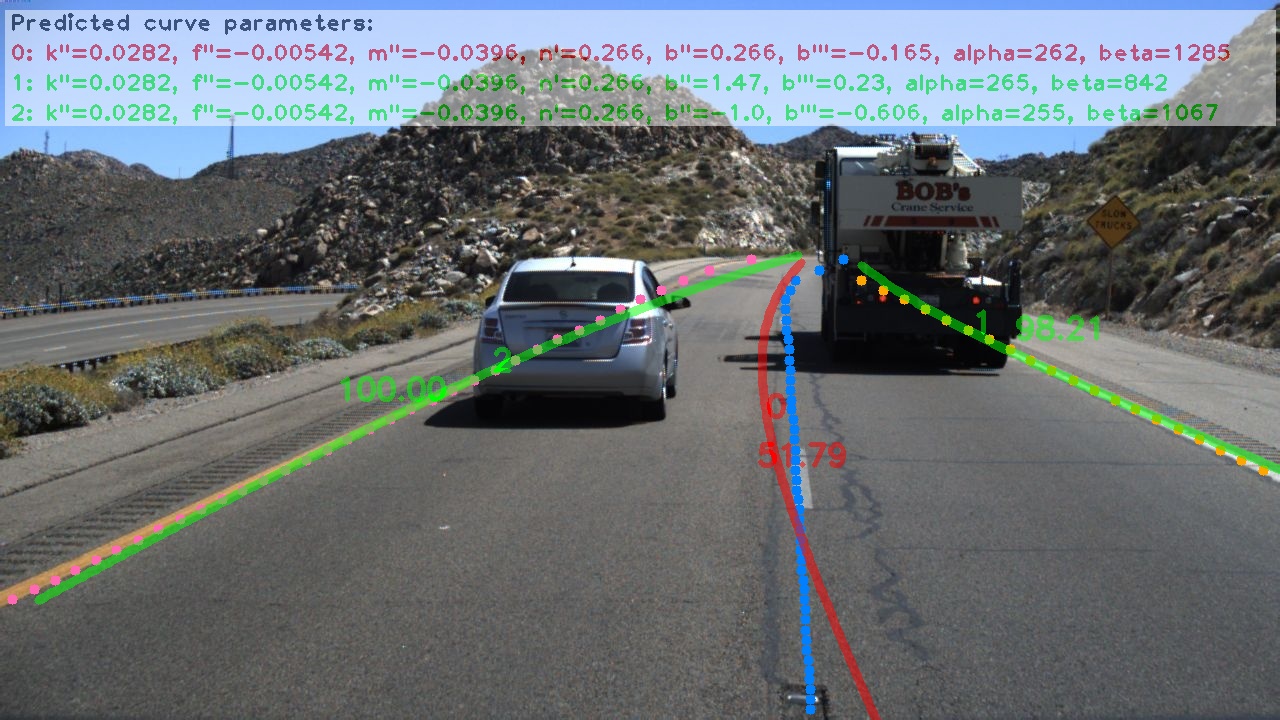 Predicted curve parameters:
0: k''=0.0282, f''=-0.00542, m''=-0.0396, n'=0.266, b''=0.266, b'''=-0.165, alpha=262, beta=1285
1: k''=0.0282, f''=-0.00542, m''=-0.0396, n'=0.266, b''=1.47, b'''=0.23, alpha=265, beta=842
2: k''=0.0282, f''=-0.00542, m''=-0.0396, n'=0.266, b''=-1.0, b'''=-0.606, alpha=255, beta=1067
BOB's
Crane Service
SLOW
TRUCKS
1
98.21
2
100.00
0
51.79